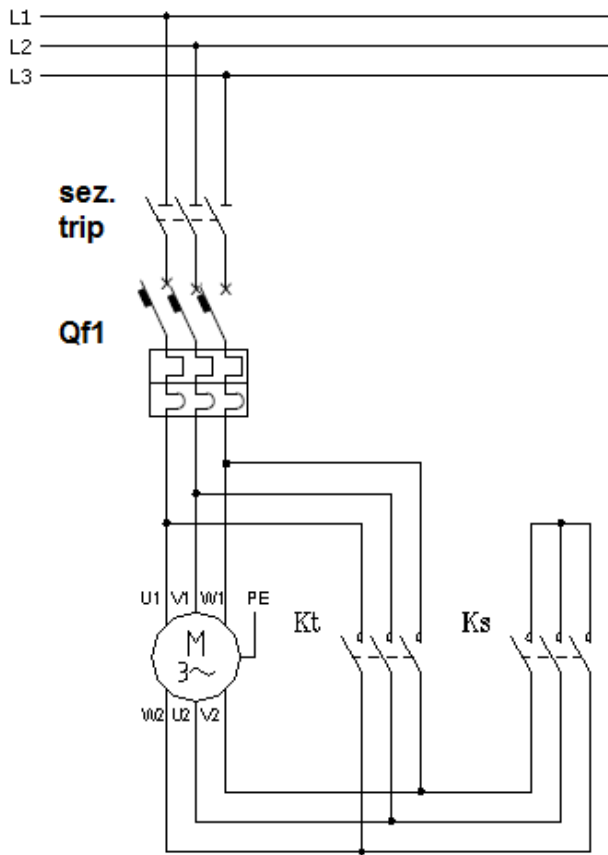 L1
L2
L3
sez.
trip
Qf1
U1 V1 W1 PE
Kt Ks
M
3~
W2 U2 V2